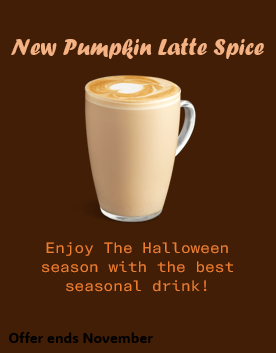 New Pumpkin Latte Spice
Enjoy The Halloween
season with the best
seasonal drink!
Offer ends November